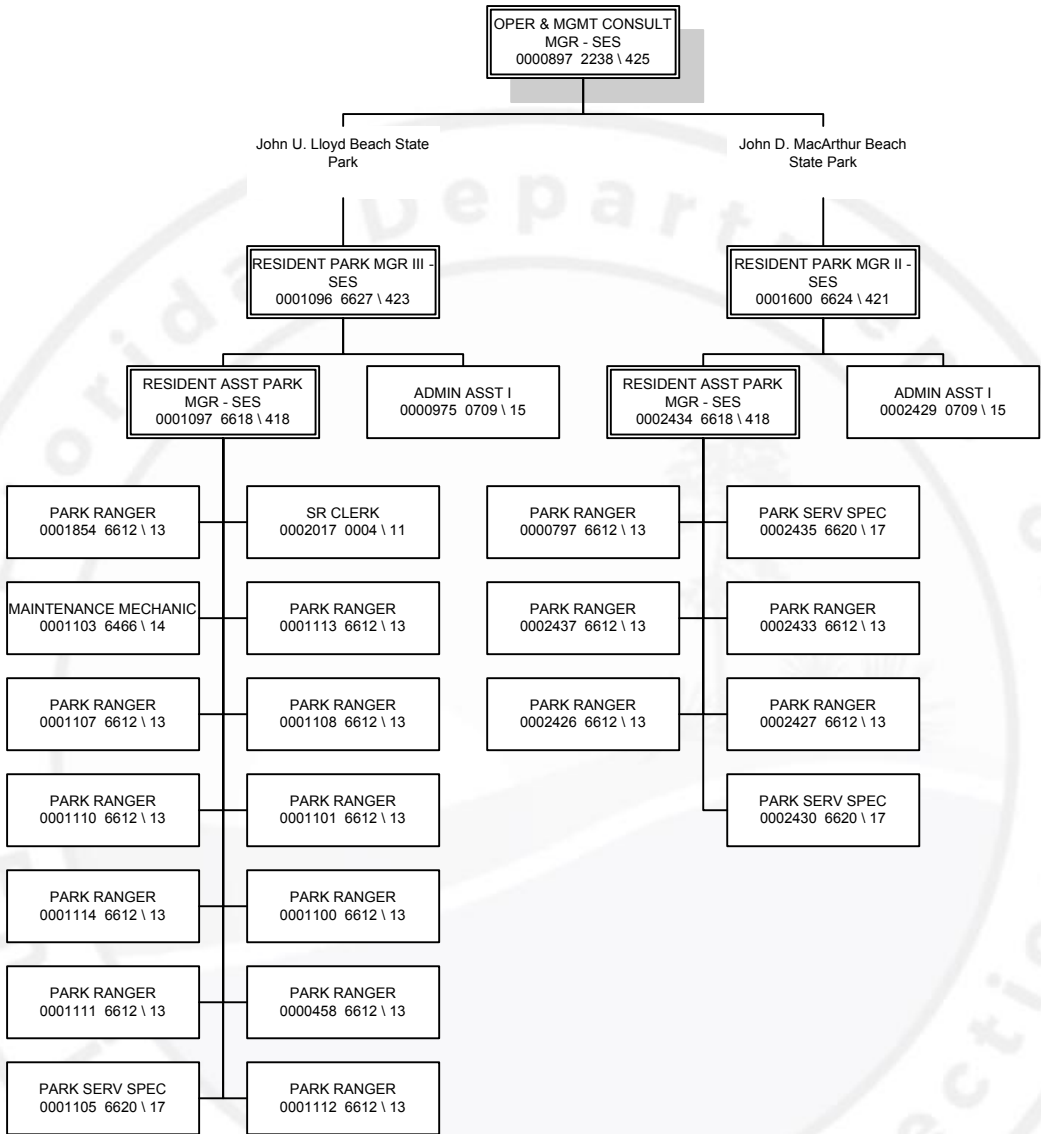 OPER & MGMT CONSULT
MGR - SES
0000897 2238 \ 425
John U. Lloyd Beach State
Park
John D. MacArthur Beach
State Park
RESIDENT PARK MGR III -
SES
0001096 6627 \ 423
RESIDENT PARK MGR II -
SES
0001600 6624 \ 421
RESIDENT ASST PARK
MGR - SES
0001097 6618 \ 418
ADMIN ASST I
0000975 0709 \ 15
RESIDENT ASST PARK
MGR - SES
0002434 6618 \ 418
ADMIN ASST I
0002429 0709 \ 15
PARK RANGER
0001854 6612 \ 13
SR CLERK
0002017 0004 \ 11
PARK RANGER
0000797 6612 \ 13
PARK SERV SPEC
0002435 6620 \ 17
MAINTENANCE MECHANIC
0001103 6466 \ 14
PARK RANGER
0001113 6612 \ 13
PARK RANGER
0002437 6612 \ 13
PARK RANGER
0002433 6612 \ 13
PARK RANGER
0001107 6612 \ 13
PARK RANGER
0001108 6612 \ 13
PARK RANGER
0002426 6612 \ 13
PARK RANGER
0002427 6612 \ 13
PARK RANGER
0001110 6612 \ 13
PARK RANGER
0001101 6612 \ 13
PARK SERV SPEC
0002430 6620 \ 17
PARK RANGER
0001114 6612 \ 13
PARK RANGER
0001100 6612 \ 13
PARK RANGER
0001111 6612 \ 13
PARK RANGER
0000458 6612 \ 13
PARK SERV SPEC
0001105 6620 \ 17
PARK RANGER
0001112 6612 \ 13